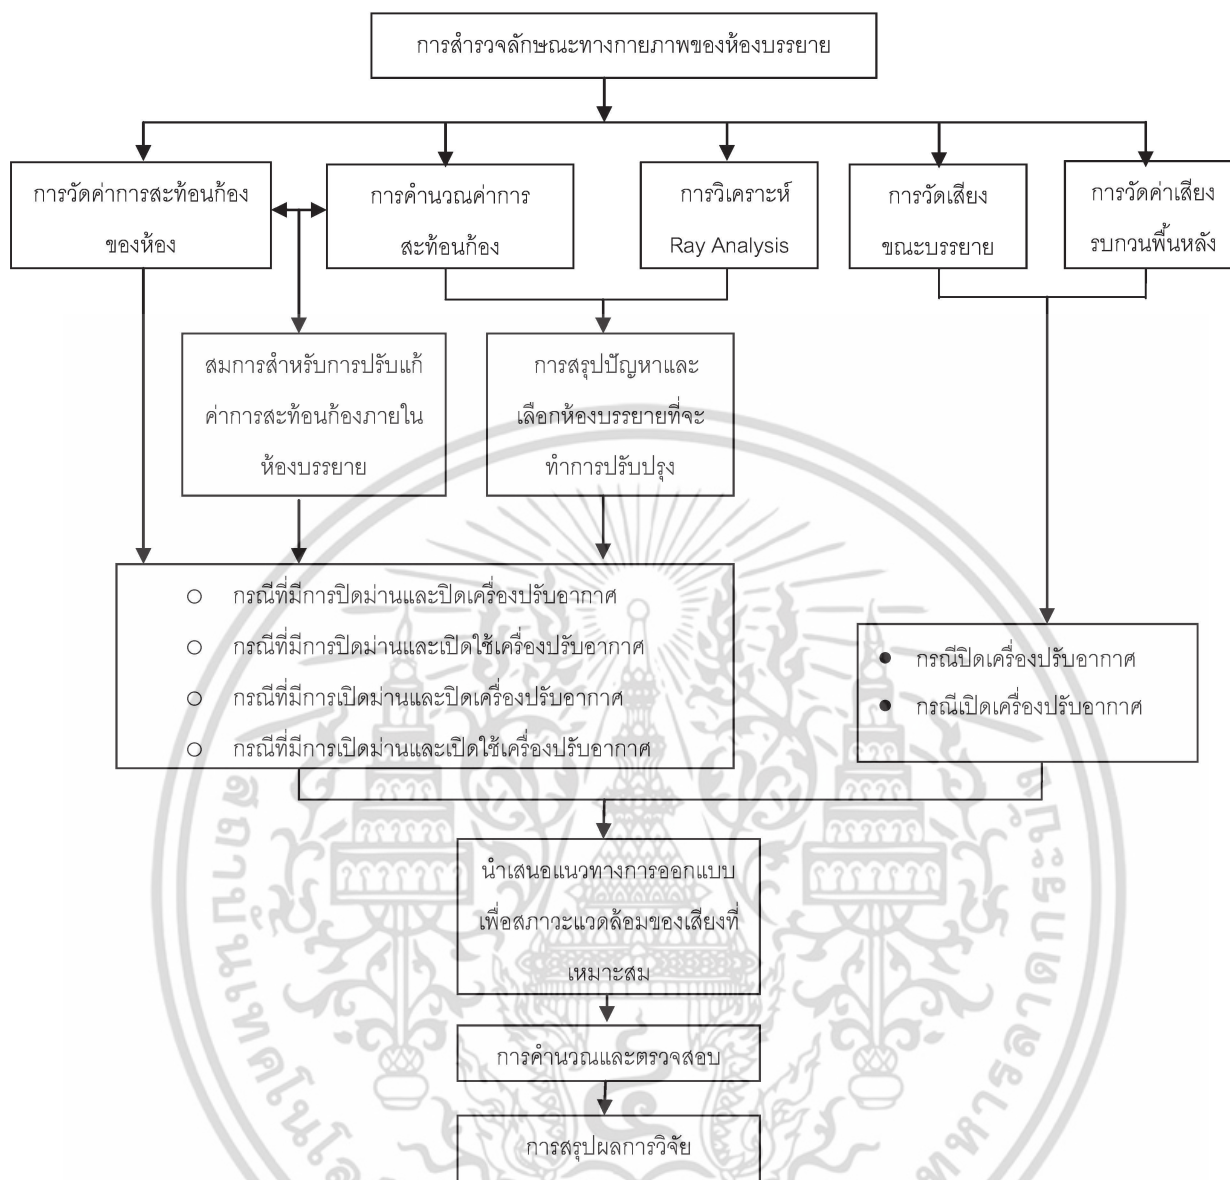 การสำรวจลักษณะทางกายภาพของห้องบรรยาย
การวัดค่าการสะท้อนก้อง
ของห้อง
การคำนวณค่าการ
สะท้อนก้อง
การวิเคราะห์
Ray Analysis
การวัดเสียง
ขณะบรรยาย
การวัดค่าเสียง
รบกวนพื้นหลัง
สมการสำหรับการปรับแก้
ค่าการสะท้อนก้องภายใน
ห้องบรรยาย
การสรุปปัญหาและ
เลือกห้องบรรยายที่จะ
ทำการปรับปรุง
○ กรณีที่มีการปิดม่านและปิดเครื่องปรับอากาศ
○ กรณีที่มีการปิดม่านและเปิดใช้เครื่องปรับอากาศ
○ กรณีที่มีการเปิดม่านและปิดเครื่องปรับอากาศ
○ กรณีที่มีการเปิดม่านและเปิดใช้เครื่องปรับอากาศ
● กรณีปิดเครื่องปรับอากาศ
● กรณีเปิดเครื่องปรับอากาศ
นำเสนอแนวทางการออกแบบ
เพื่อสภาวะแวดล้อมของเสียงที่
เหมาะสม
การคำนวณและตรวจสอบ
การสรุปผลการวิจัย
สถาบันเทคโนโล
ทหารลาดกระบัง